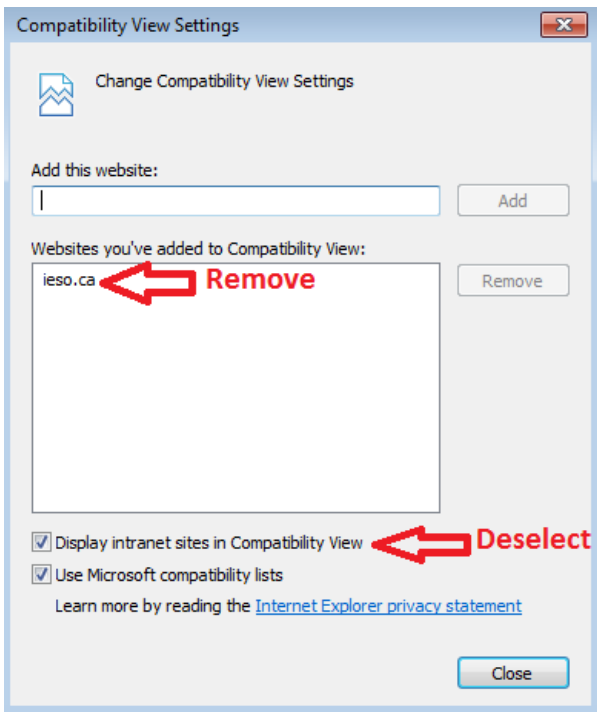 Compatibility View Settings
Change Compatibility View Settings
Add this website:
Add
Websites you've added to Compatibility View:
ieso.ca Remove
Remove
Display intranet sites in Compatibility View Deselect
Use Microsoft compatibility lists
Learn more by reading the Internet Explorer privacy statement
Close